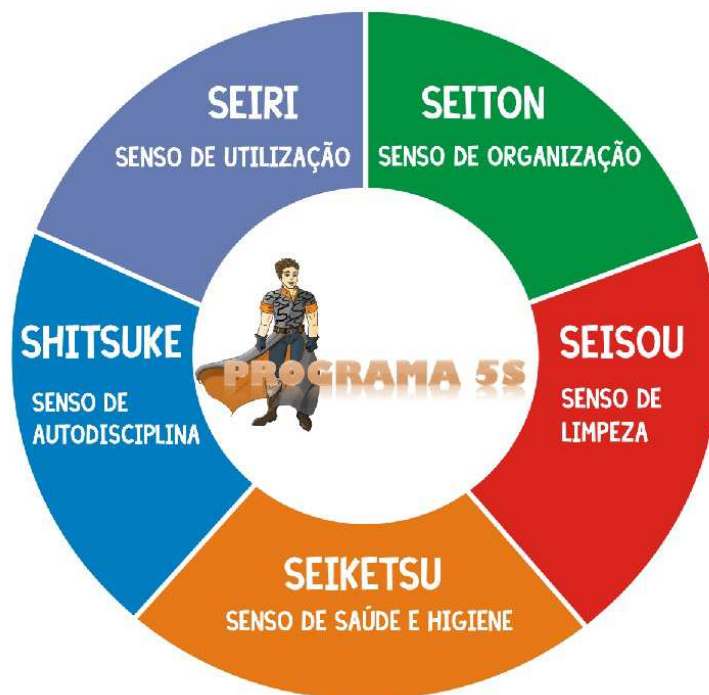 SEIRI
SENSO DE UTILIZAÇÃO
SEITON
SENSO DE ORGANIZAÇÃO
SHITSUKE
SENSO DE
AUTODISCIPLINA
PROGRAMA 5S
SEISOU
SENSO DE
LIMPEZA
SEIKETSU
SENSO DE SAÚDE E HIGIENE